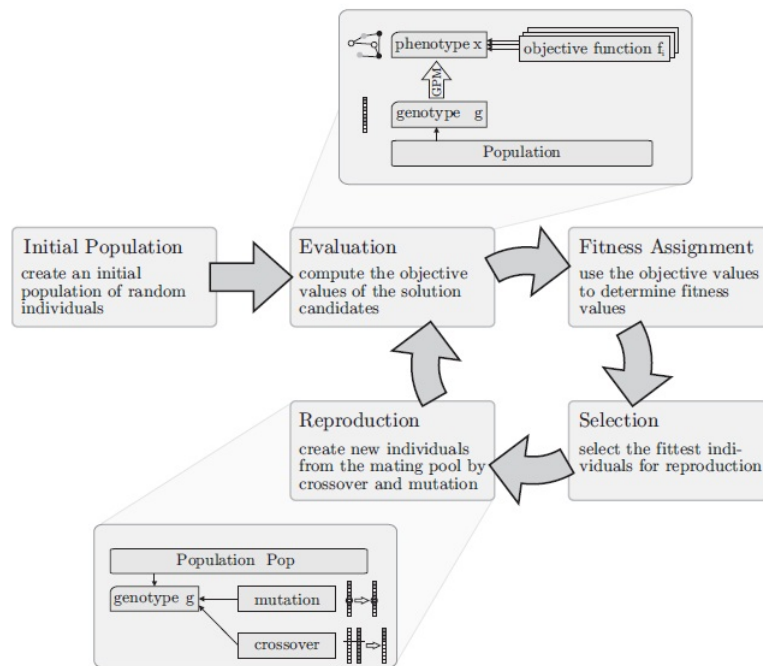 phenotype x
objective function fᵢ
GPM
genotype g
Population
Initial Population
create an initial
population of random
individuals
Evaluation
compute the objective
values of the solution
candidates
Fitness Assignment
use the objective values
to determine fitness
values
Reproduction
create new individuals
from the mating pool by
crossover and mutation
Selection
select the fittest indi-
viduals for reproduction
Population Pop
genotype g
mutation
crossover